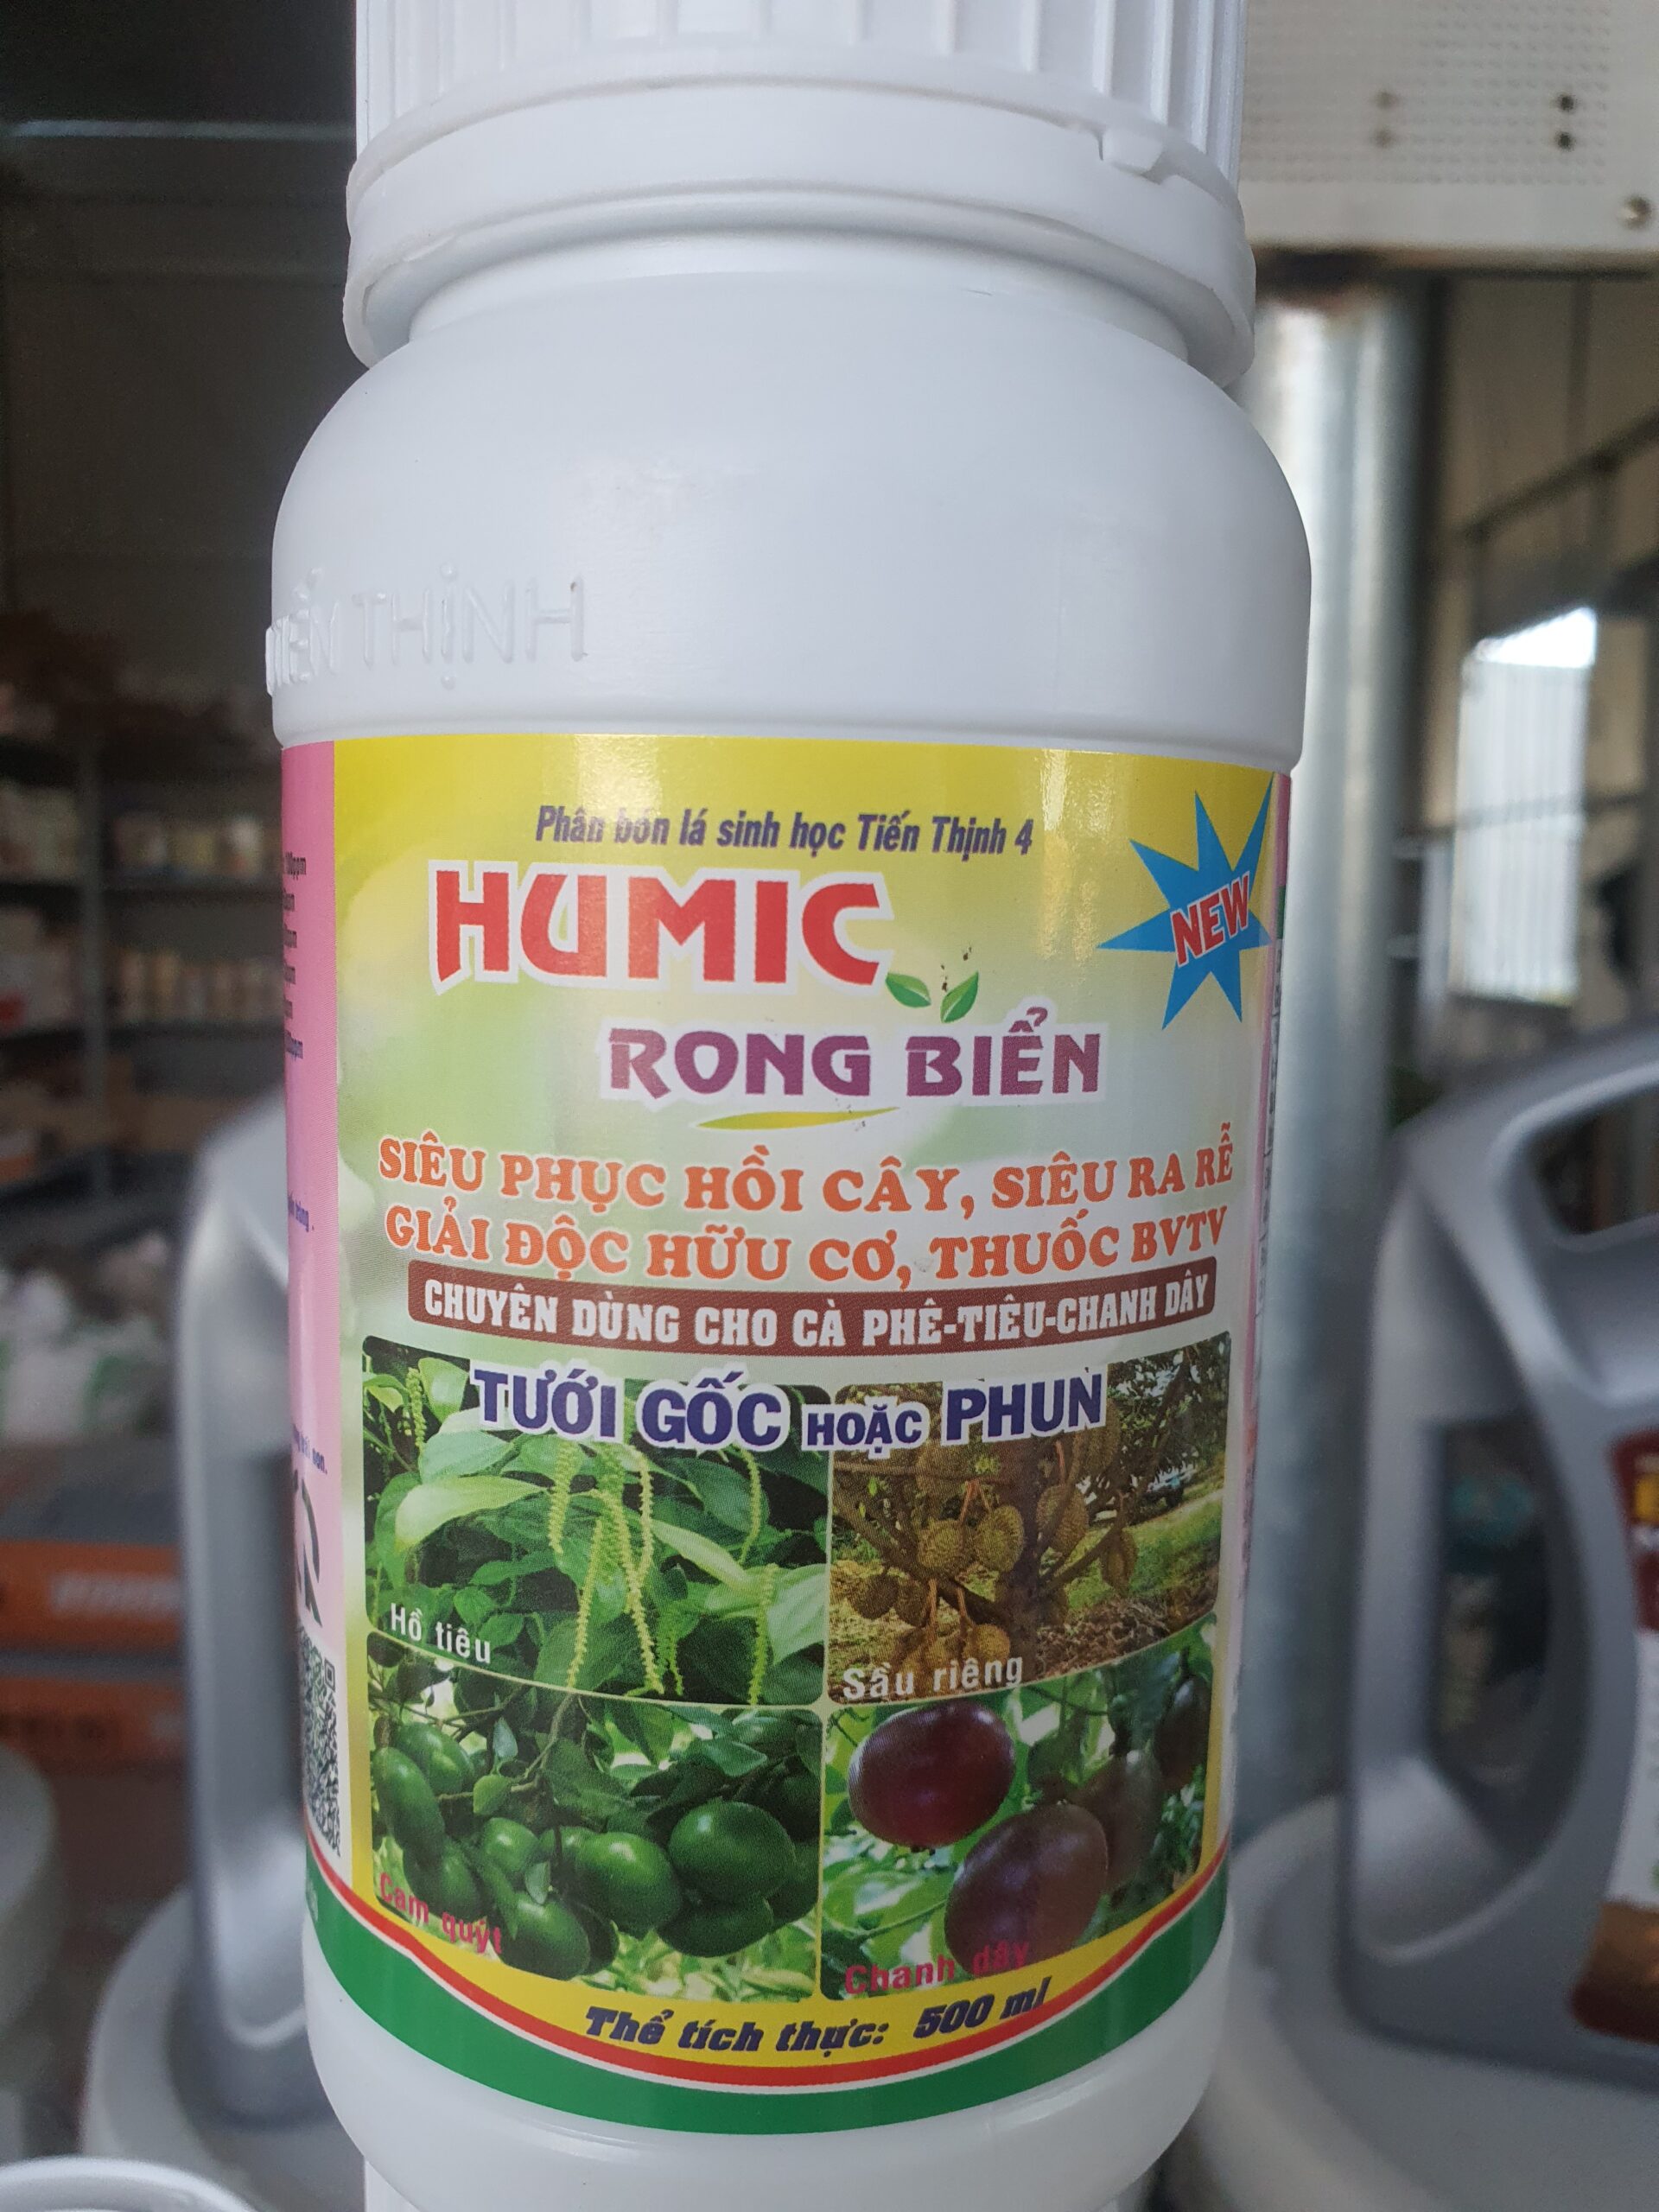 THỊNH
Phân bón lá sinh học Tiến Thịnh 4
HUMIC
NEW
RONG BIỂN
SIÊU PHỤC HỒI CÂY, SIÊU RA RỄ
GIẢI ĐỘC HỮU CƠ, THUỐC BVTV
CHUYÊN DÙNG CHO CÀ PHÊ-TIÊU-CHANH DÂY
TƯỚI GỐC HOẶC PHUN
Hồ tiêu
Sầu riêng
Cam quýt
Chanh dây
Thể tích thực: 500 ml